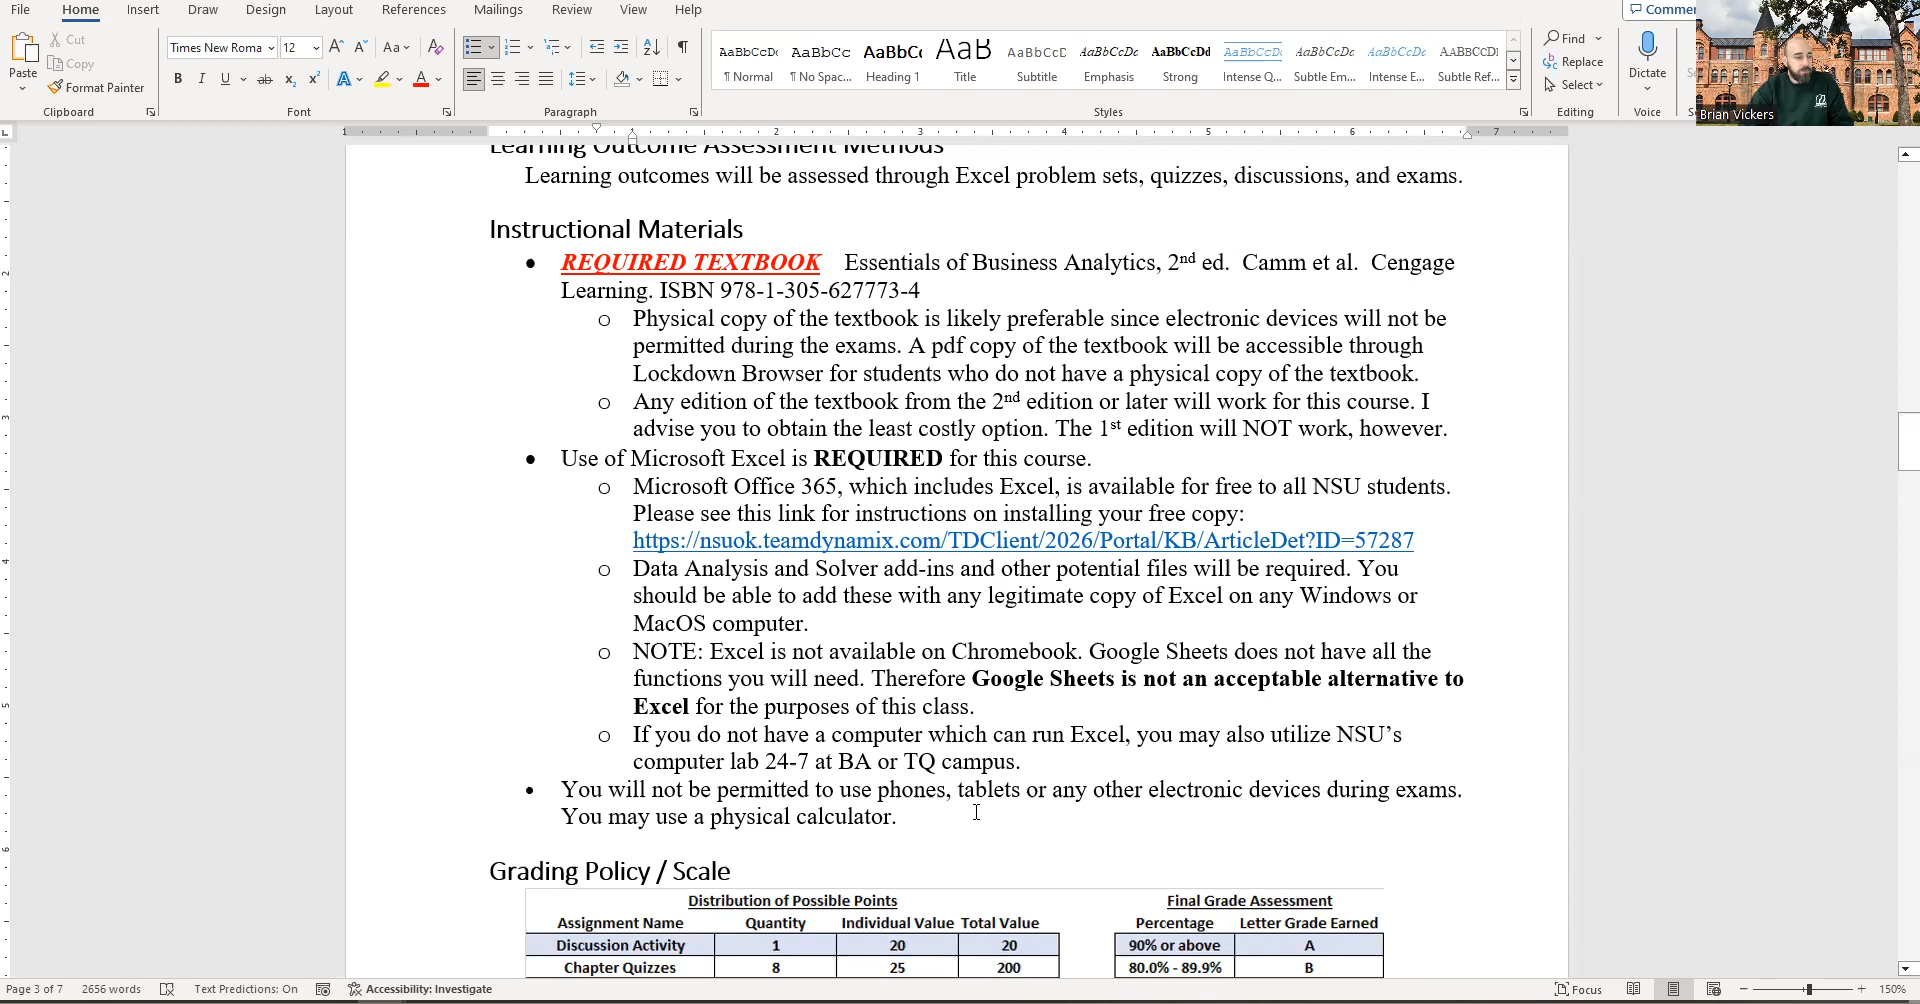 File Home Insert Draw Design Layout References Mailings Review View Help Commen
Cut
Copy
Paste
Format Painter
Times New Roma 12
Aa
B I U ab x2 x2 A A
AaBbCcDc AaBbCc AaBbCc AaB AaBbCcD AaBbCcDc AaBbCcDd AaBbCcDc AaBbCcDc AaBbCcDc AABBCCDI
¶ Normal ¶ No Spac... Heading 1 Title Subtitle Emphasis Strong Intense Q... Subtle Em... Intense E... Subtle Ref...
Find
Replace
Select
Dictate
Clipboard Font Paragraph Styles Editing Voice
Brian Vickers
1 2 3 4 5 6 7
Learning Outcome Assessment Methods
Learning outcomes will be assessed through Excel problem sets, quizzes, discussions, and exams.
Instructional Materials
• REQUIRED TEXTBOOK Essentials of Business Analytics, 2nd ed. Camm et al. Cengage
Learning. ISBN 978-1-305-627773-4
o Physical copy of the textbook is likely preferable since electronic devices will not be
permitted during the exams. A pdf copy of the textbook will be accessible through
Lockdown Browser for students who do not have a physical copy of the textbook.
o Any edition of the textbook from the 2nd edition or later will work for this course. I
advise you to obtain the least costly option. The 1st edition will NOT work, however.
• Use of Microsoft Excel is REQUIRED for this course.
o Microsoft Office 365, which includes Excel, is available for free to all NSU students.
Please see this link for instructions on installing your free copy:
https://nsuok.teamdynamix.com/TDClient/2026/Portal/KB/ArticleDet?ID=57287
o Data Analysis and Solver add-ins and other potential files will be required. You
should be able to add these with any legitimate copy of Excel on any Windows or
MacOS computer.
o NOTE: Excel is not available on Chromebook. Google Sheets does not have all the
functions you will need. Therefore Google Sheets is not an acceptable alternative to
Excel for the purposes of this class.
o If you do not have a computer which can run Excel, you may also utilize NSU’s
computer lab 24-7 at BA or TQ campus.
• You will not be permitted to use phones, tablets or any other electronic devices during exams.
You may use a physical calculator.
Grading Policy / Scale
Distribution of Possible Points Final Grade Assessment
Assignment Name Quantity Individual Value Total Value Percentage Letter Grade Earned
Discussion Activity 1 20 20 90% or above A
Chapter Quizzes 8 25 200 80.0% - 89.9% B
Page 3 of 7 2656 words Text Predictions: On Accessibility: Investigate Focus 150%